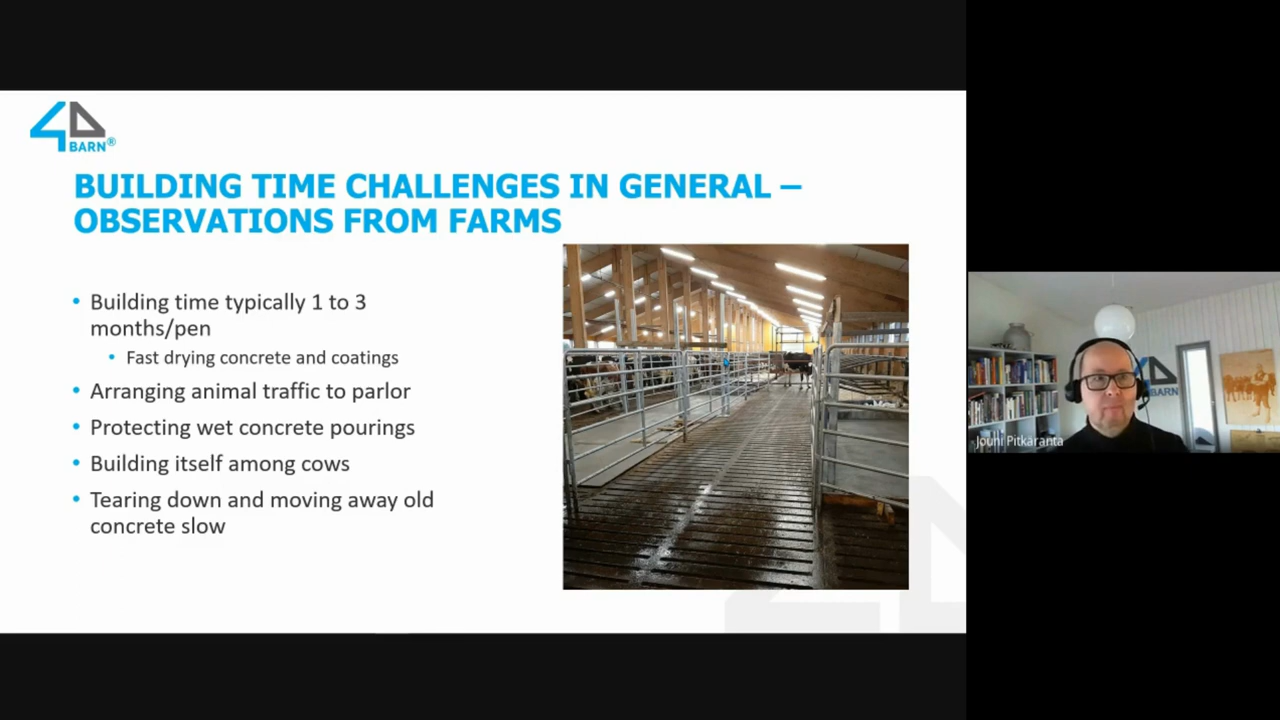 4D
BARN®
BUILDING TIME CHALLENGES IN GENERAL –
OBSERVATIONS FROM FARMS
• Building time typically 1 to 3
months/pen
• Fast drying concrete and coatings
• Arranging animal traffic to parlor
• Protecting wet concrete pourings
• Building itself among cows
• Tearing down and moving away old
concrete slow
BARN
Jouni Pitkäranta